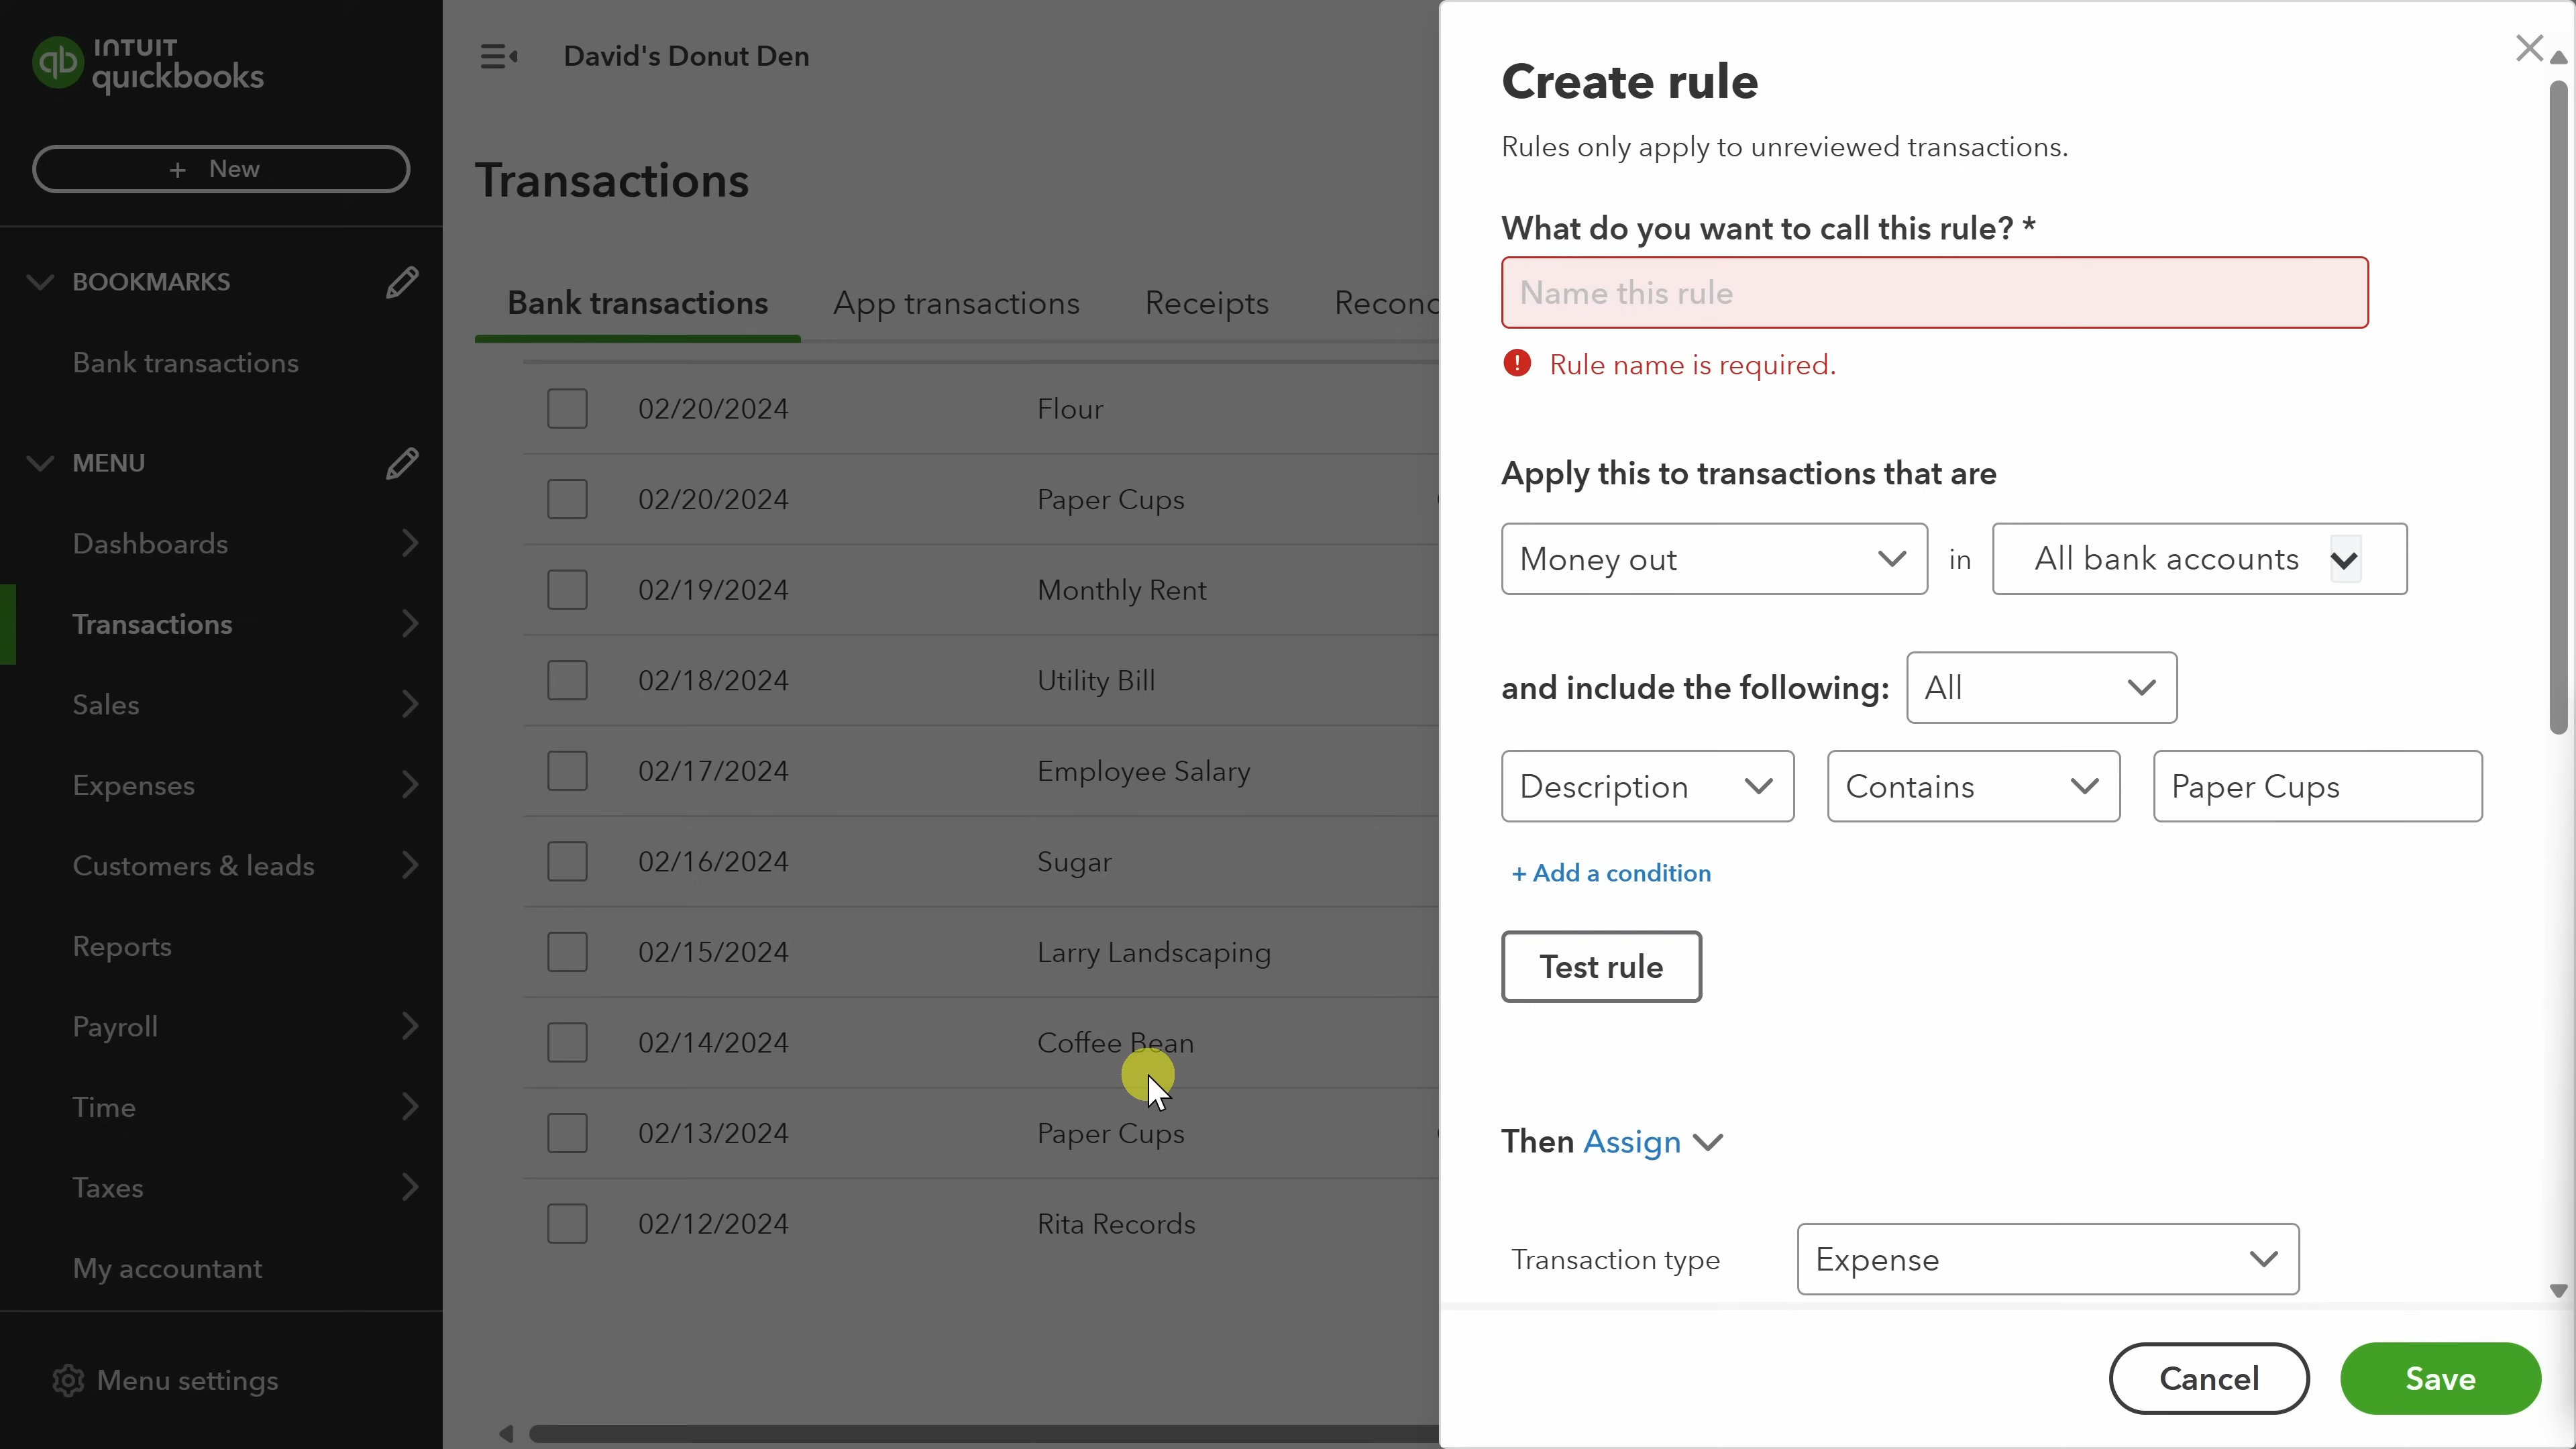 INTUIT
quickbooks
+ New
BOOKMARKS
Bank transactions
MENU
Dashboards
Transactions
Sales
Expenses
Customers & leads
Reports
Payroll
Time
Taxes
My accountant
Menu settings
David's Donut Den
Transactions
Bank transactions App transactions Receipts Reconc
02/20/2024 Flour
02/20/2024 Paper Cups
02/19/2024 Monthly Rent
02/18/2024 Utility Bill
02/17/2024 Employee Salary
02/16/2024 Sugar
02/15/2024 Larry Landscaping
02/14/2024 Coffee Bean
02/13/2024 Paper Cups
02/12/2024 Rita Records
Create rule
Rules only apply to unreviewed transactions.
What do you want to call this rule? *
Name this rule
Rule name is required.
Apply this to transactions that are
Money out in All bank accounts
and include the following: All
Description Contains Paper Cups
+ Add a condition
Test rule
Then Assign
Transaction type Expense
Cancel Save